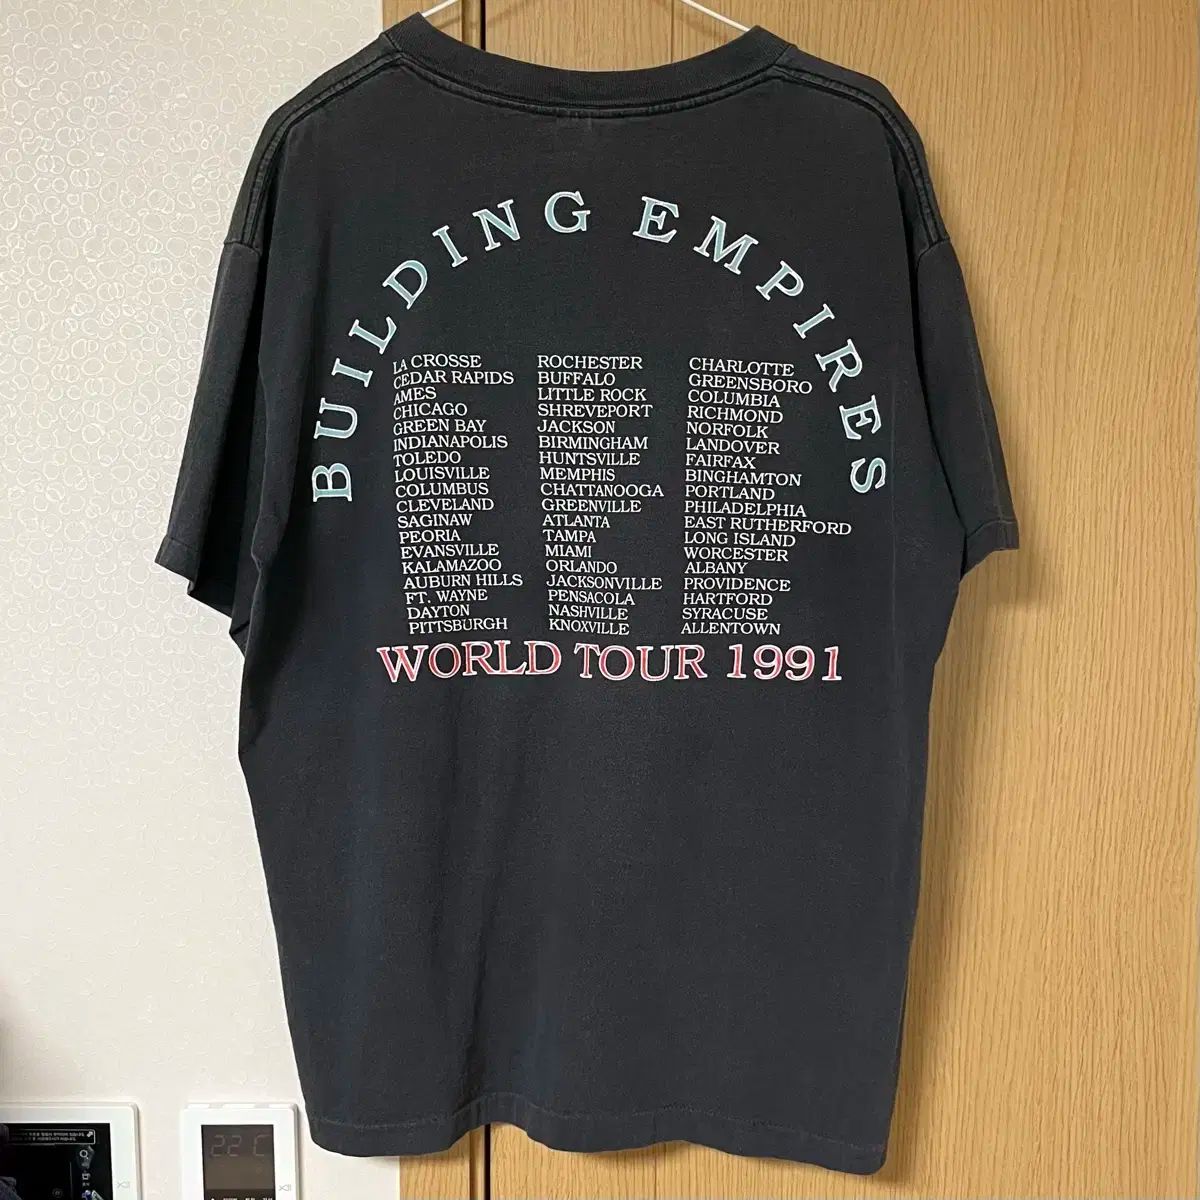 BUILDING EMPIRES
LA CROSSE
CEDAR RAPIDS
AMES
CHICAGO
GREEN BAY
INDIANAPOLIS
TOLEDO
LOUISVILLE
COLUMBUS
CLEVELAND
SAGINAW
PEORIA
EVANSVILLE
KALAMAZOO
AUBURN HILLS
FT. WAYNE
DAYTON
PITTSBURGH
ROCHESTER
BUFFALO
LITTLE ROCK
SHREVEPORT
JACKSON
BIRMINGHAM
HUNTSVILLE
MEMPHIS
CHATTANOOGA
GREENVILLE
ATLANTA
TAMPA
MIAMI
ORLANDO
JACKSONVILLE
PENSACOLA
NASHVILLE
KNOXVILLE
CHARLOTTE
GREENSBORO
COLUMBIA
RICHMOND
NORFOLK
LANDOVER
FAIRFAX
BINGHAMTON
PORTLAND
PHILADELPHIA
EAST RUTHERFORD
LONG ISLAND
WORCESTER
ALBANY
PROVIDENCE
HARTFORD
SYRACUSE
ALLENTOWN
WORLD TOUR 1991
22 C